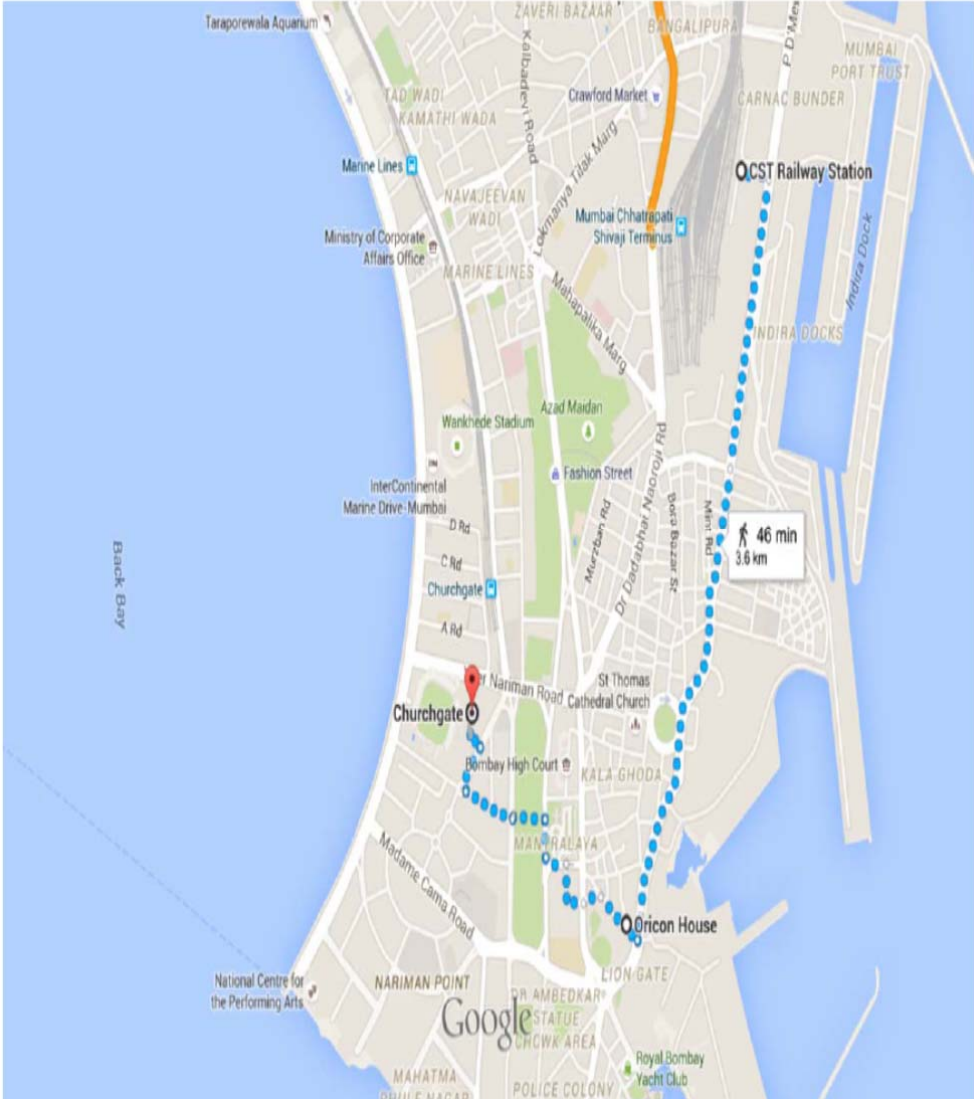 ZAVERI BAZAAR
Taraporewala Aquarium
BANGALIPURA
P D'Mel
MUMBAI
PORT TRUST
Kalbadevi Road
TAD WADI
KAMATHI WADA
Crawford Market
CARNAC BUNDER
Lokmanya Tilak Marg
Marine Lines
CST Railway Station
NAVAJEEVAN
WADI
Mumbai Chhatrapati
Shivaji Terminus
Ministry of Corporate
Affairs Office
MARINE LINES
Mahapalika Marg
Indira Dock
INDIRA DOCKS
Azad Maidan
Wankhede Stadium
Fashion Street
InterContinental
Marine Drive-Mumbai
D Rd
C Rd
Murzban Rd
Dr Dadabhai Naoroji Rd
Bora Bazar St
Mint Rd
46 min
3.6 km
Back Bay
Churchgate
A Rd
Nariman Road
St Thomas
Cathedral Church
Churchgate
Bombay High Court
KALA GHODA
MANTRALAYA
Madame Cama Road
Oricon House
LION GATE
National Centre for
the Performing Arts
NARIMAN POINT
DR AMBEDKAR
STATUE
CHOWK AREA
Google
Royal Bombay
Yacht Club
MAHATMA
PHULE NAGAR
POLICE COLONY